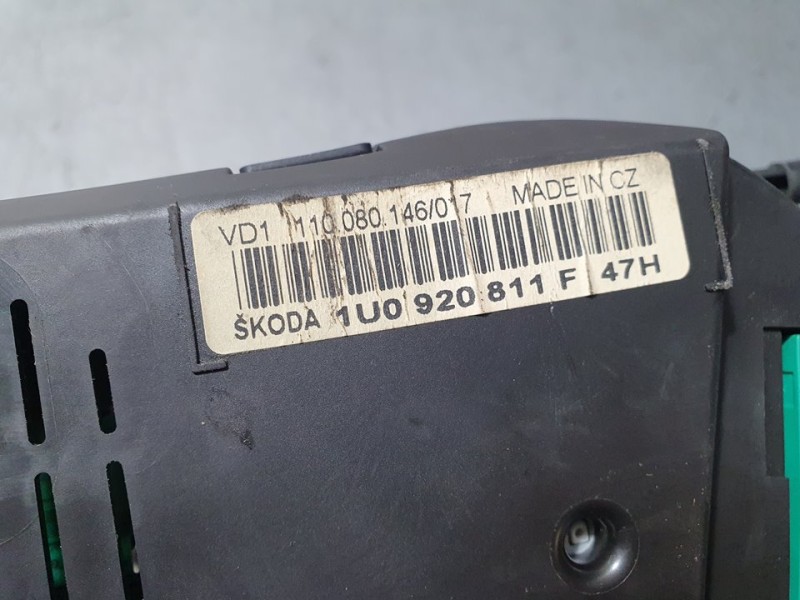 VD1 110.080.146/017 MADE IN CZ
ŠKODA 1U0 920 811 F 47H